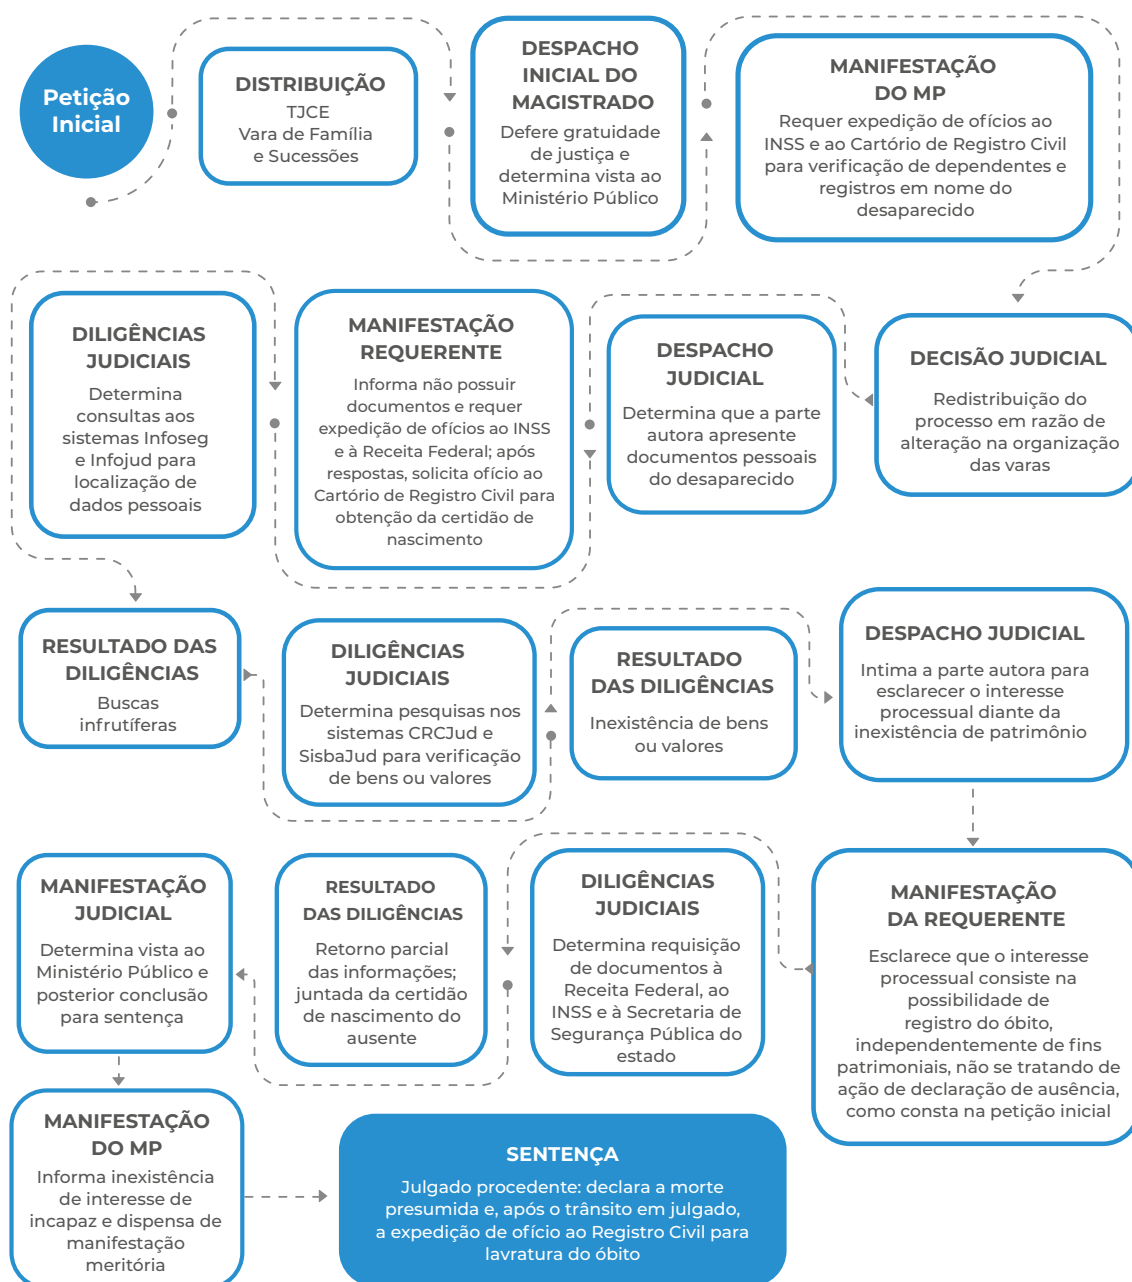 Petição
Inicial
DISTRIBUIÇÃO
TJCE
Vara de Família
e Sucessões
DESPACHO
INICIAL DO
MAGISTRADO
Defere gratuidade
de justiça e
determina vista ao
Ministério Público
MANIFESTAÇÃO
DO MP
Requer expedição de ofícios ao
INSS e ao Cartório de Registro Civil
para verificação de dependentes e
registros em nome do
desaparecido
DECISÃO JUDICIAL
Redistribuição do
processo em razão de
alteração na organização
das varas
DESPACHO
JUDICIAL
Determina que a parte
autora apresente
documentos pessoais
do desaparecido
MANIFESTAÇÃO
REQUERENTE
Informa não possuir
documentos e requer
expedição de ofícios ao INSS
e à Receita Federal; após
respostas, solicita ofício ao
Cartório de Registro Civil para
obtenção da certidão de
nascimento
DILIGÊNCIAS
JUDICIAIS
Determina
consultas aos
sistemas Infoseg
e Infojud para
localização de
dados pessoais
RESULTADO DAS
DILIGÊNCIAS
Buscas
infrutíferas
DILIGÊNCIAS
JUDICIAIS
Determina pesquisas nos
sistemas CRCJud e
SisbaJud para verificação
de bens ou valores
RESULTADO
DAS DILIGÊNCIAS
Inexistência de bens
ou valores
DESPACHO JUDICIAL
Intima a parte autora para
esclarecer o interesse
processual diante da
inexistência de patrimônio
MANIFESTAÇÃO
DA REQUERENTE
Esclarece que o interesse
processual consiste na
possibilidade de
registro do óbito,
independentemente de fins
patrimoniais, não se tratando de
ação de declaração de ausência,
como consta na petição inicial
DILIGÊNCIAS
JUDICIAIS
Determina requisição
de documentos à
Receita Federal, ao
INSS e à Secretaria de
Segurança Pública do
estado
RESULTADO
DAS DILIGÊNCIAS
Retorno parcial
das informações;
juntada da certidão
de nascimento do
ausente
MANIFESTAÇÃO
JUDICIAL
Determina vista ao
Ministério Público e
posterior conclusão
para sentença
MANIFESTAÇÃO
DO MP
Informa inexistência
de interesse de
incapaz e dispensa de
manifestação
meritória
SENTENÇA
Julgado procedente: declara a morte
presumida e, após o trânsito em julgado,
a expedição de ofício ao Registro Civil para
lavratura do óbito